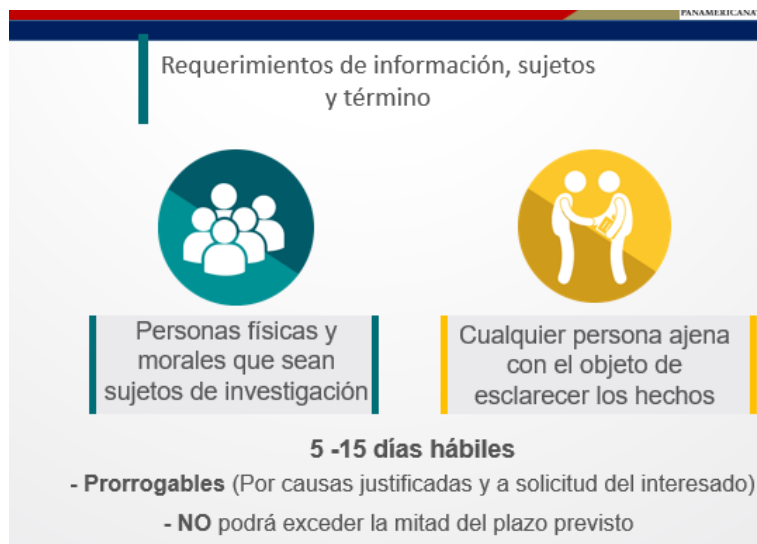 PANAMERICANA
Requerimientos de información, sujetos
y término
Personas físicas y
morales que sean
sujetos de investigación
Cualquier persona ajena
con el objeto de
esclarecer los hechos
5 -15 días hábiles
- Prorrogables (Por causas justificadas y a solicitud del interesado)
- NO podrá exceder la mitad del plazo previsto